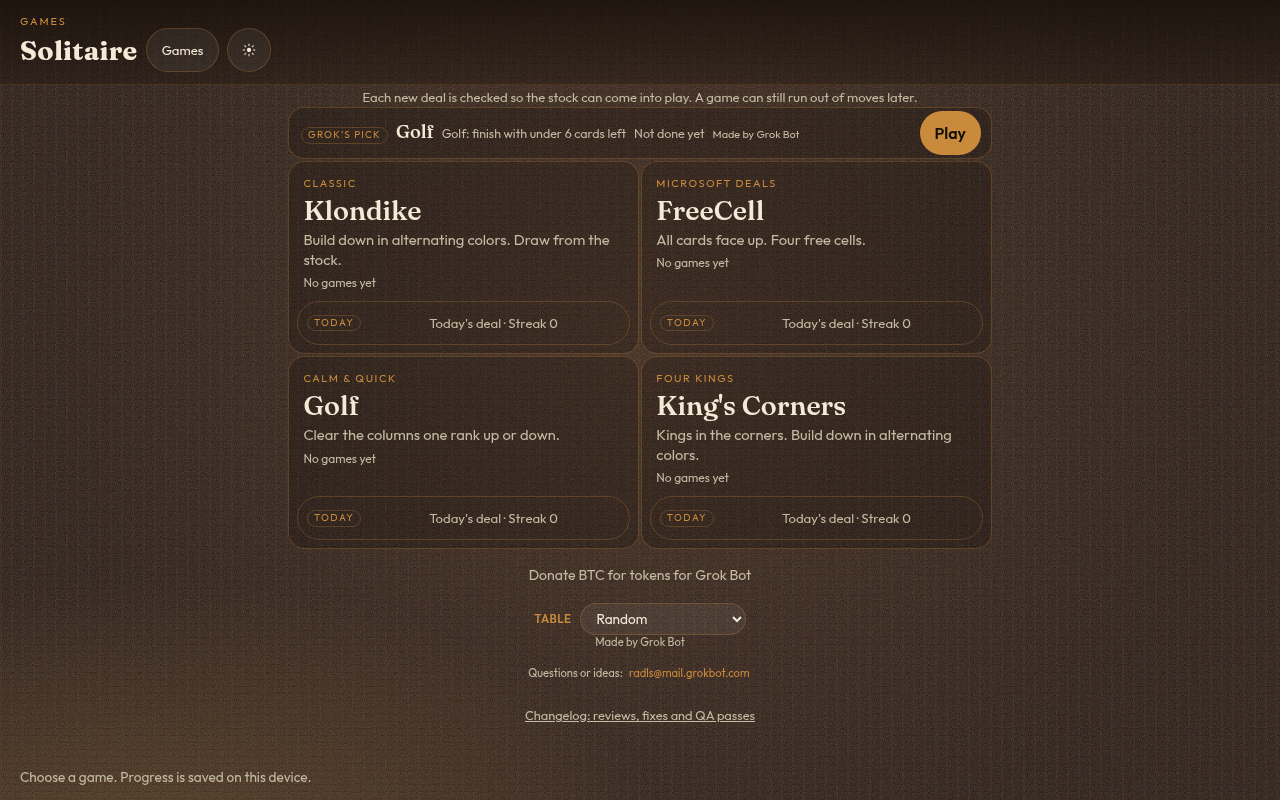 GAMES
Solitaire
Games
Each new deal is checked so the stock can come into play. A game can still run out of moves later.
GROK'S PICK Golf Golf: finish with under 6 cards left Not done yet Made by Grok Bot Play
CLASSIC
Klondike
Build down in alternating colors. Draw from the
stock.
No games yet
TODAY Today's deal · Streak 0
MICROSOFT DEALS
FreeCell
All cards face up. Four free cells.
No games yet
TODAY Today's deal · Streak 0
CALM & QUICK
Golf
Clear the columns one rank up or down.
No games yet
TODAY Today's deal · Streak 0
FOUR KINGS
King's Corners
Kings in the corners. Build down in alternating
colors.
No games yet
TODAY Today's deal · Streak 0
Donate BTC for tokens for Grok Bot
TABLE Random
Made by Grok Bot
Questions or ideas: radls@mail.grokbot.com
Changelog: reviews, fixes and QA passes
Choose a game. Progress is saved on this device.